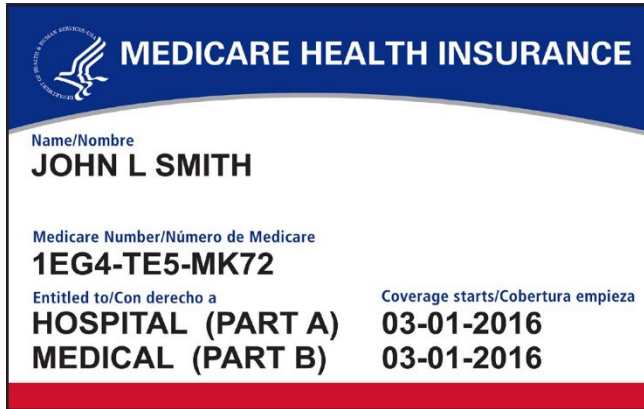 MEDICARE HEALTH INSURANCE
Name/Nombre
JOHN L SMITH
Medicare Number/Número de Medicare
1EG4-TE5-MK72
Entitled to/Con derecho a
Coverage starts/Cobertura empieza
HOSPITAL (PART A) 03-01-2016
MEDICAL (PART B) 03-01-2016